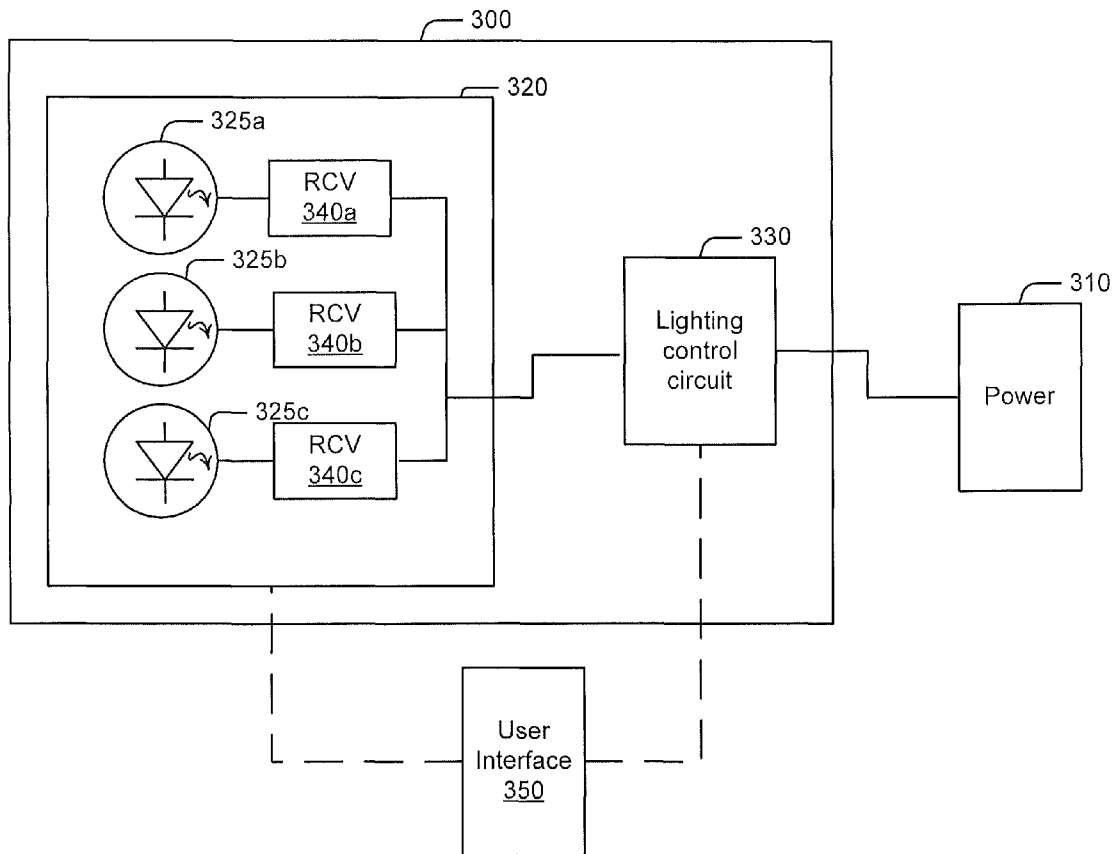 300
320
325a
RCV
340a
330
325b
310
RCV
340b
Lighting
control
circuit
Power
325c
RCV
340c
User
Interface
350